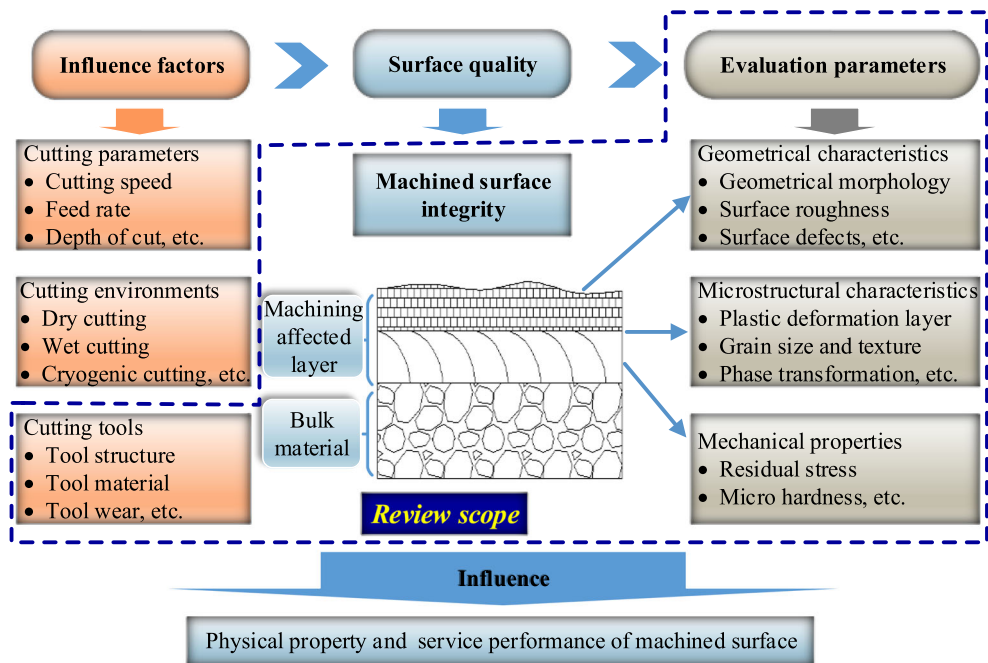 Influence factors
Surface quality
Evaluation parameters
Cutting parameters
• Cutting speed
• Feed rate
• Depth of cut, etc.
Machined surface
integrity
Geometrical characteristics
• Geometrical morphology
• Surface roughness
• Surface defects, etc.
Cutting environments
• Dry cutting
• Wet cutting
• Cryogenic cutting, etc.
Machining
affected
layer
Microstructural characteristics
• Plastic deformation layer
• Grain size and texture
• Phase transformation, etc.
Cutting tools
• Tool structure
• Tool material
• Tool wear, etc.
Bulk
material
Mechanical properties
• Residual stress
• Micro hardness, etc.
Review scope
Influence
Physical property and service performance of machined surface